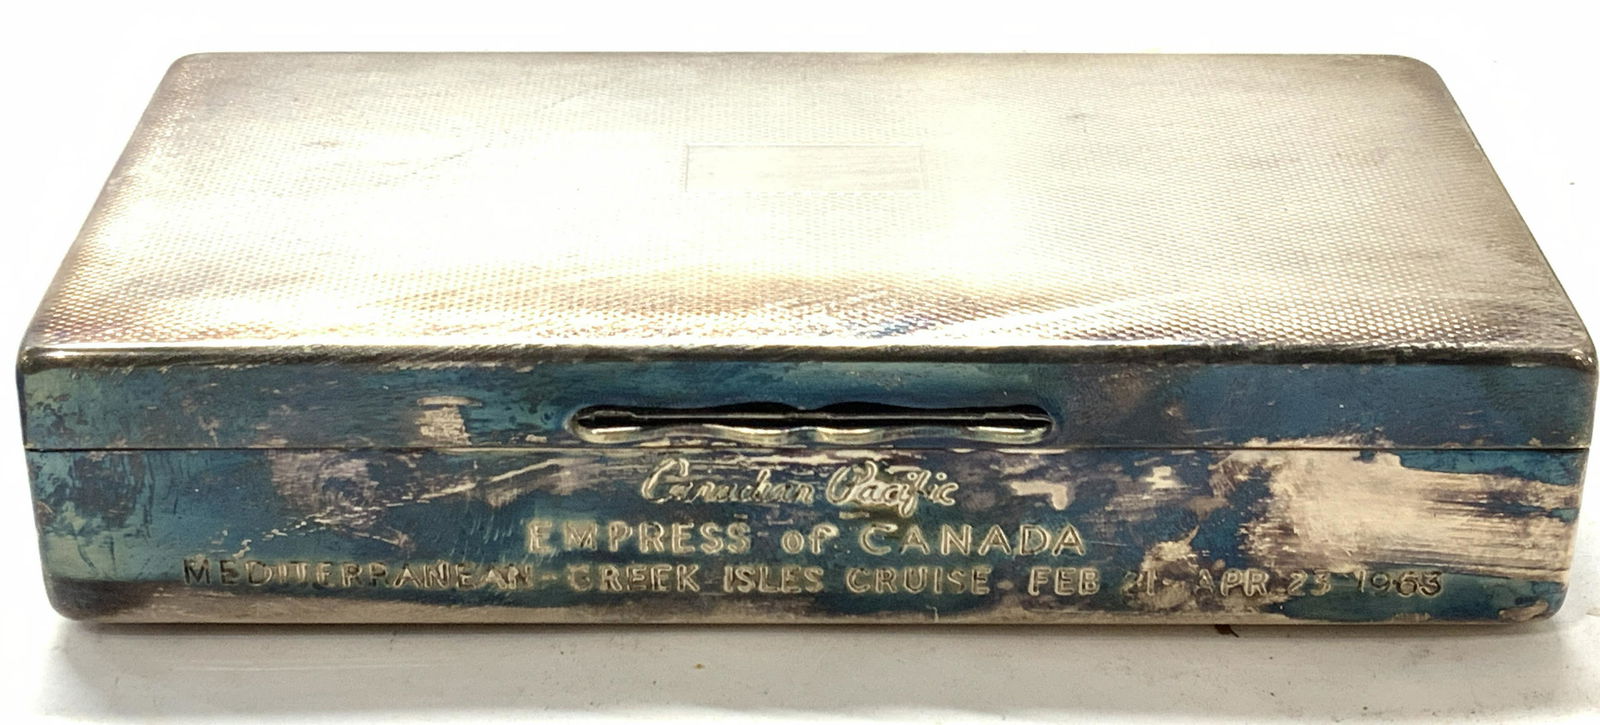 Canadian Pacific
EMPRESS of CANADA
MEDITERRANEAN - GREEK ISLES CRUISE - FEB 21 - APR 23 1963